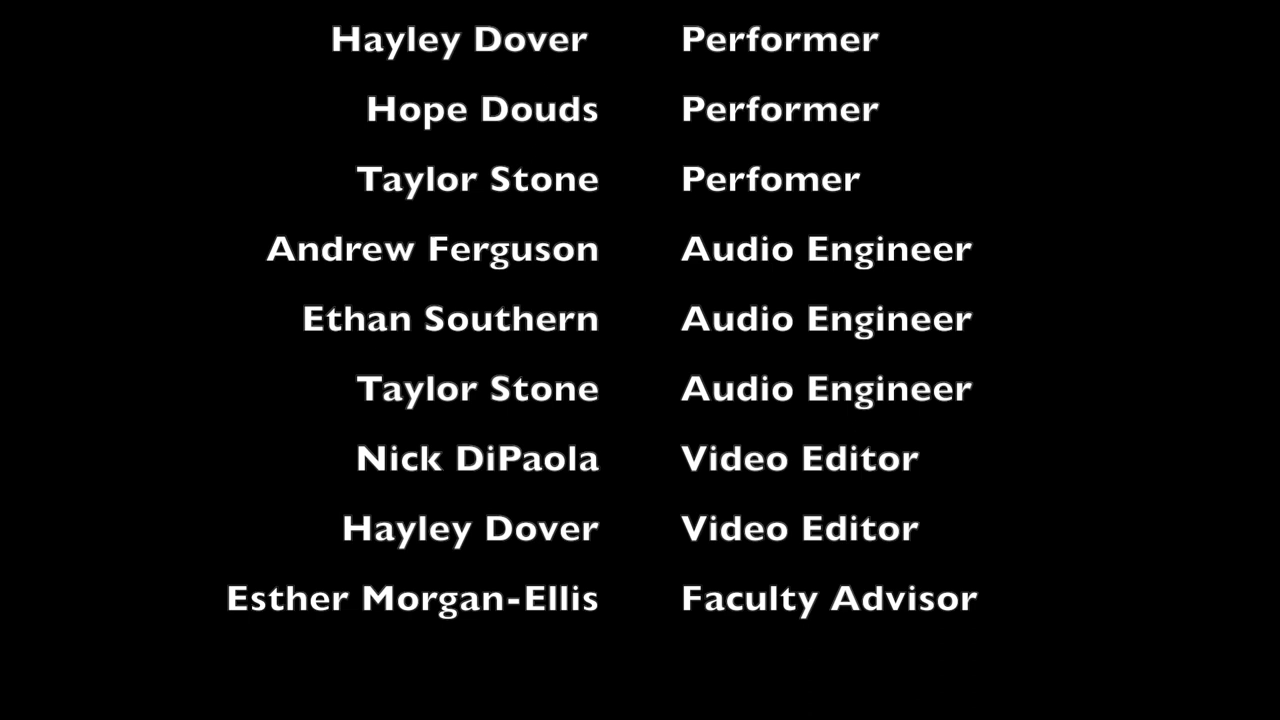 Hayley Dover Performer
Hope Douds Performer
Taylor Stone Perfomer
Andrew Ferguson Audio Engineer
Ethan Southern Audio Engineer
Taylor Stone Audio Engineer
Nick DiPaola Video Editor
Hayley Dover Video Editor
Esther Morgan-Ellis Faculty Advisor